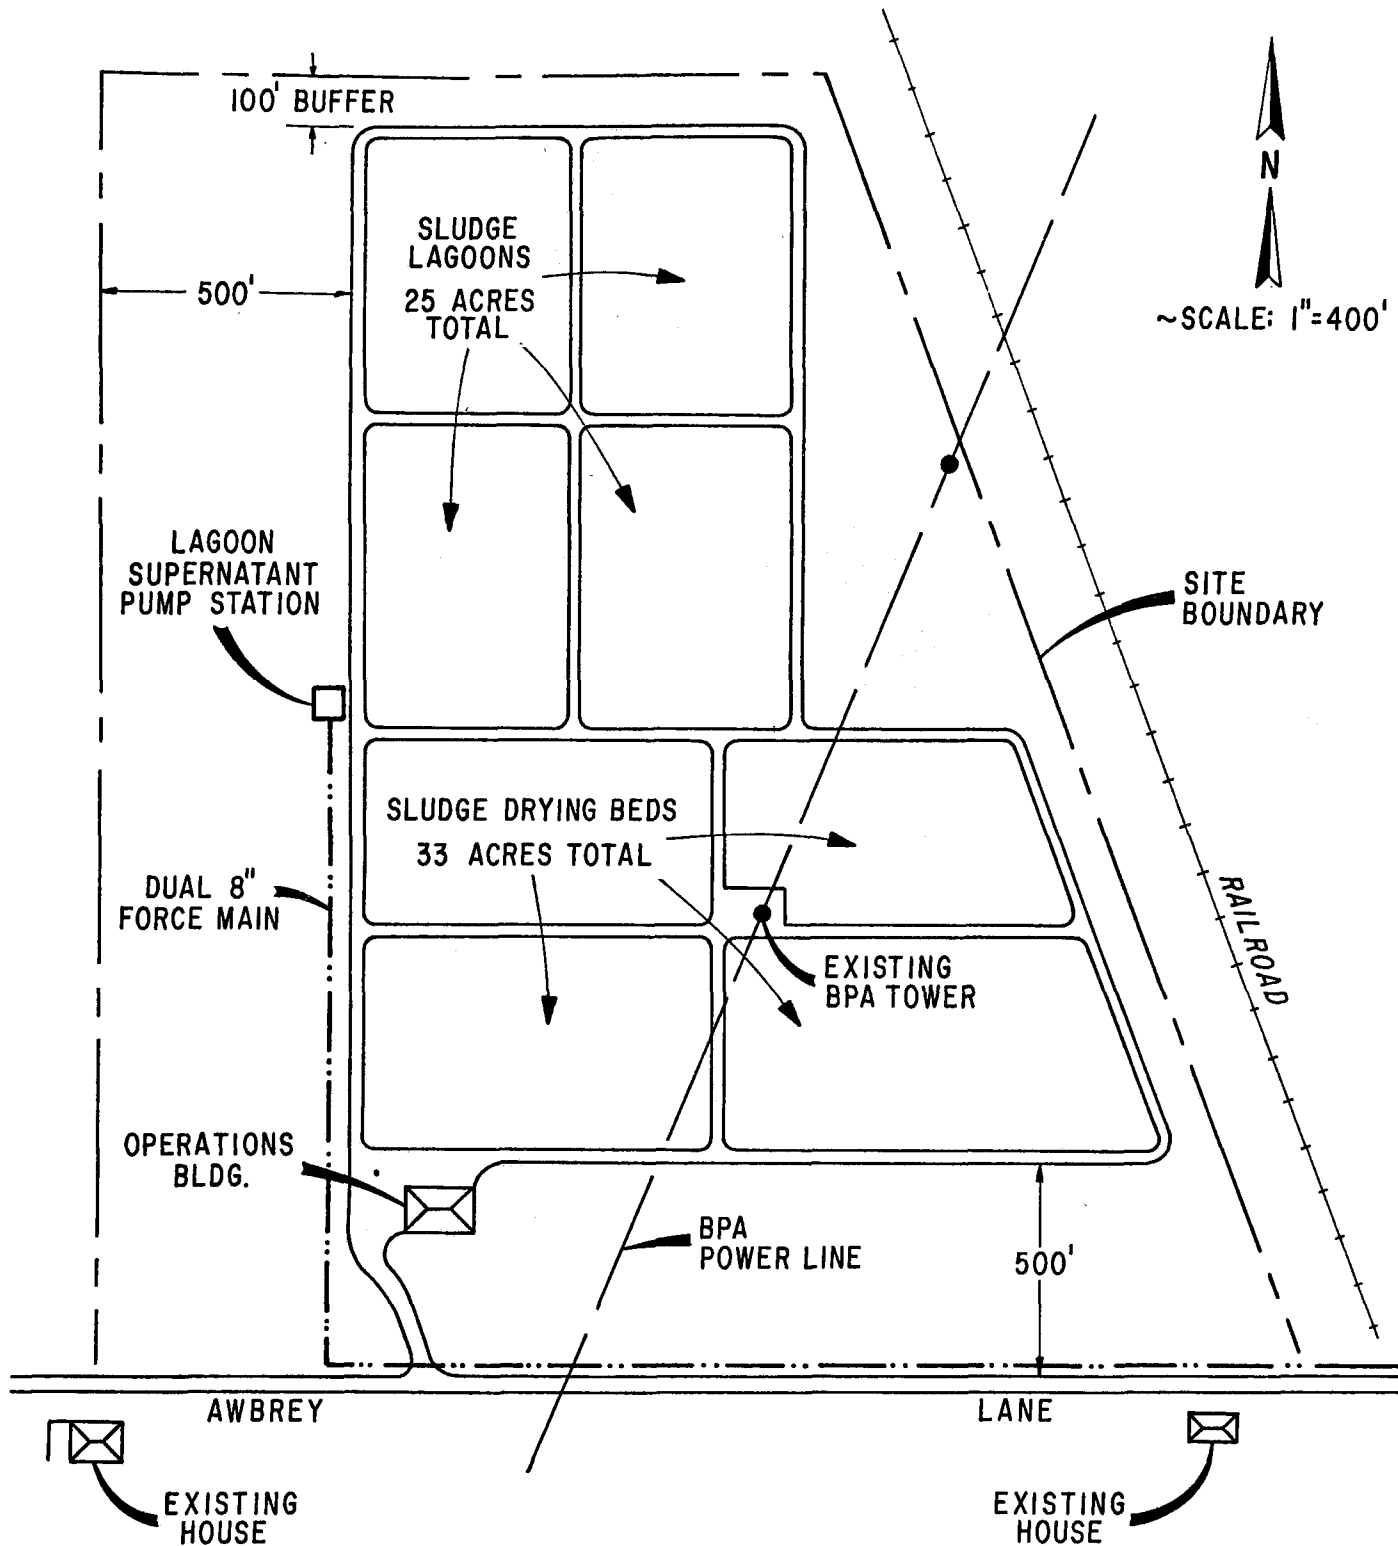 100' BUFFER
N
~SCALE: 1"=400'
SLUDGE
LAGOONS
25 ACRES
TOTAL
500'
LAGOON
SUPERNATANT
PUMP STATION
SITE
BOUNDARY
SLUDGE DRYING BEDS
33 ACRES TOTAL
DUAL 8"
FORCE MAIN
RAILROAD
EXISTING
BPA TOWER
OPERATIONS
BLDG.
BPA
POWER LINE
500'
AWBREY LANE
EXISTING
HOUSE
EXISTING
HOUSE